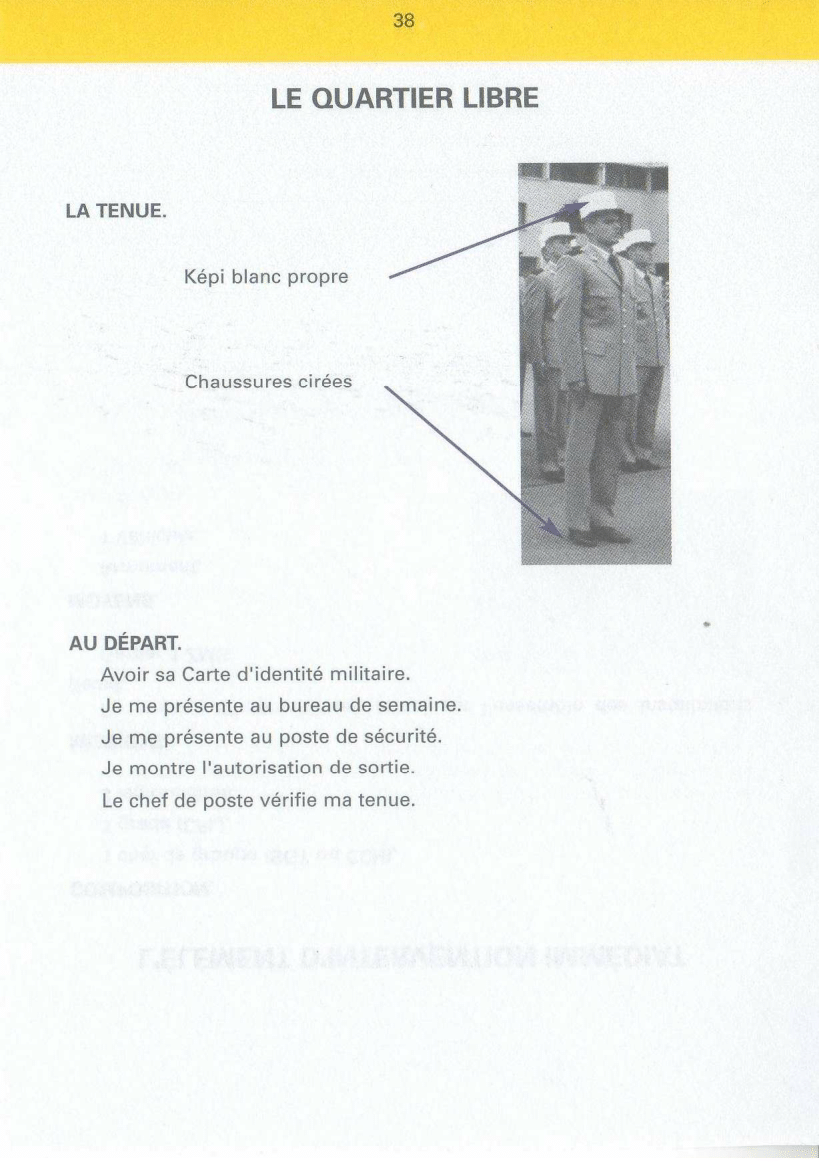 38
LE QUARTIER LIBRE
LA TENUE.
Képi blanc propre
Chaussures cirées
AU DÉPART.
Avoir sa Carte d'identité militaire.
Je me présente au bureau de semaine.
Je me présente au poste de sécurité.
Je montre l'autorisation de sortie.
Le chef de poste vérifie ma tenue.